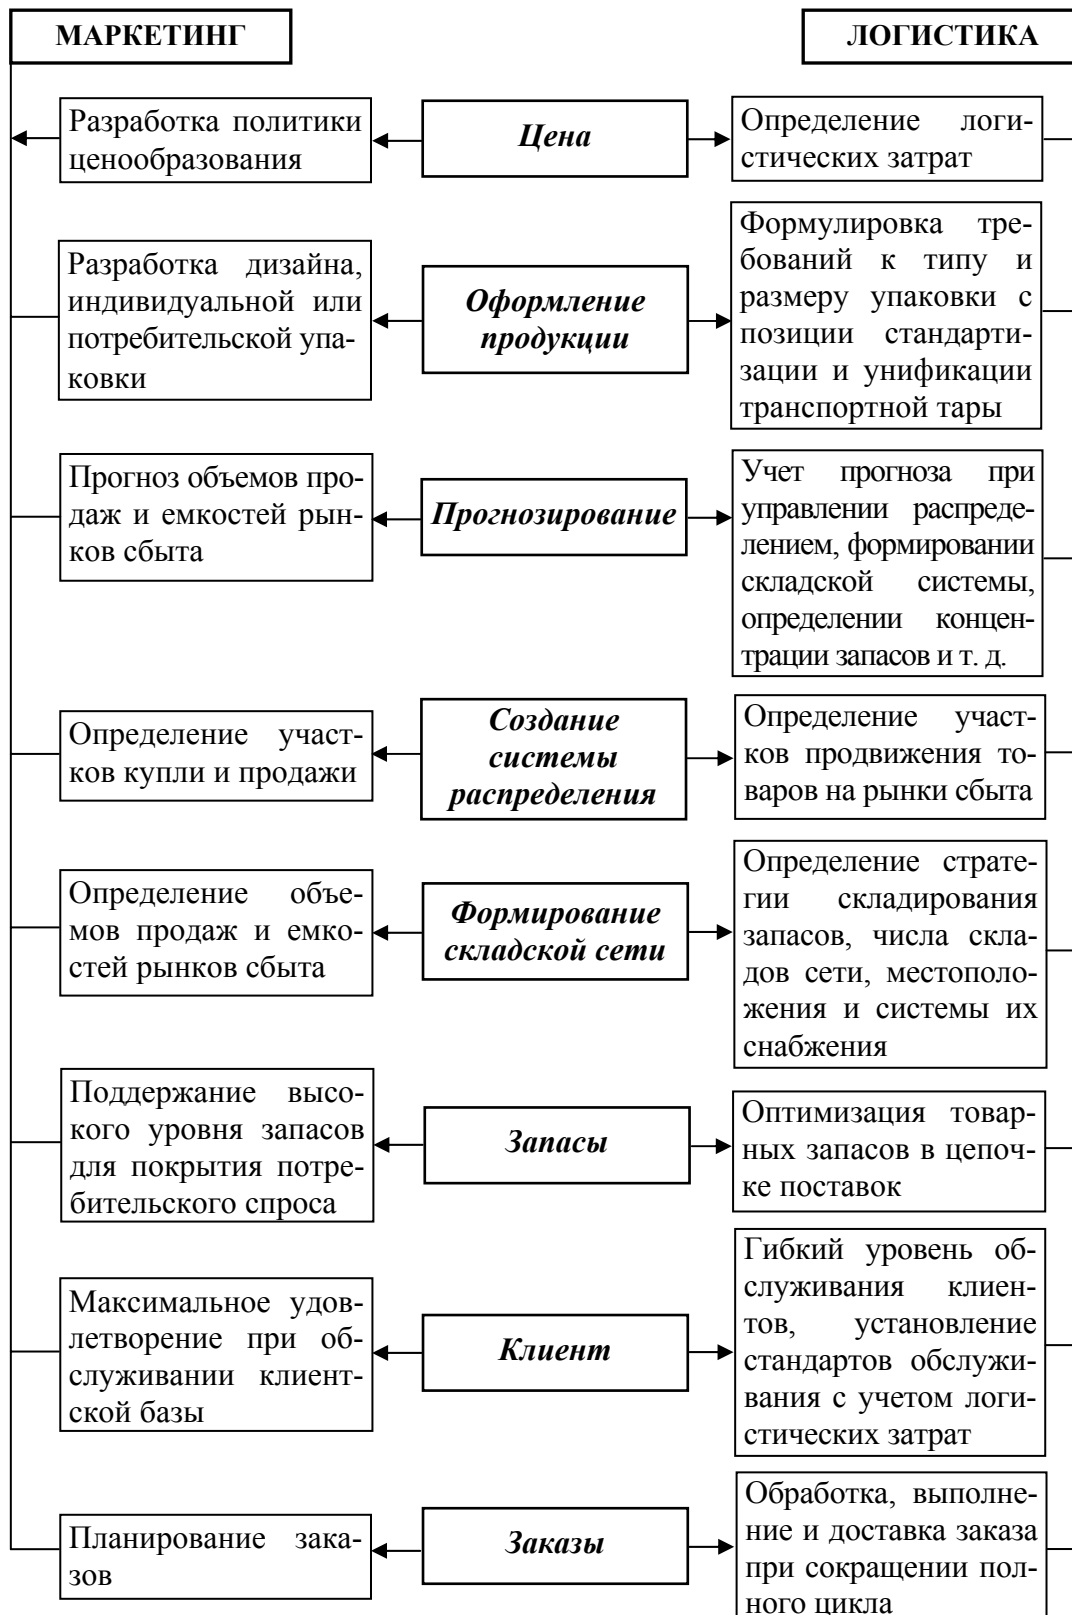 МАРКЕТИНГ
ЛОГИСТИКА
Разработка политики
ценообразования
Цена
Определение логи-
стических затрат
Разработка дизайна,
индивидуальной или
потребительской упа-
ковки
Оформление
продукции
Формулировка тре-
бований к типу и
размеру упаковки с
позиции стандарти-
зации и унификации
транспортной тары
Прогноз объемов про-
даж и емкостей рын-
ков сбыта
Прогнозирование
Учет прогноза при
управлении распреде-
лением, формировании
складской системы,
определении концен-
трации запасов и т. д.
Определение участ-
ков купли и продажи
Создание
системы
распределения
Определение участ-
ков продвижения то-
варов на рынки сбыта
Определение объе-
мов продаж и емко-
стей рынков сбыта
Формирование
складской сети
Определение страте-
гии складирования
запасов, числа скла-
дов сети, местополо-
жения и системы их
снабжения
Поддержание высо-
кого уровня запасов
для покрытия потре-
бительского спроса
Запасы
Оптимизация товар-
ных запасов в цепоч-
ке поставок
Максимальное удов-
летворение при об-
служивании клиент-
ской базы
Клиент
Гибкий уровень об-
служивания клиен-
тов, установление
стандартов обслужи-
вания с учетом логи-
стических затрат
Планирование зака-
зов
Заказы
Обработка, выполне-
ние и доставка заказа
при сокращении пол-
ного цикла